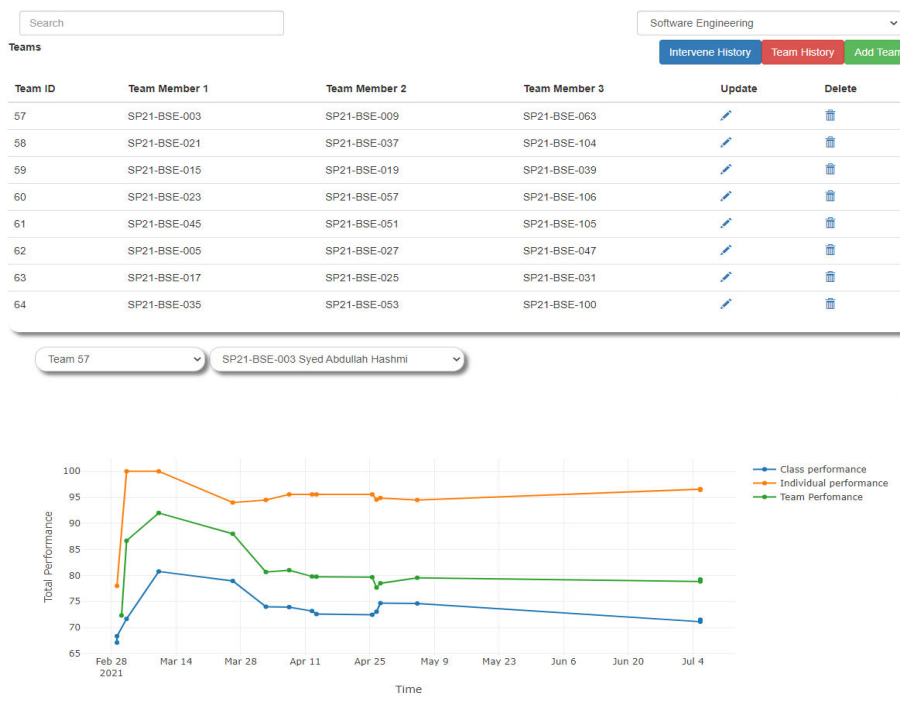 Search
Software Engineering
Teams
Intervene History Team History Add Team
Team ID Team Member 1 Team Member 2 Team Member 3 Update Delete
57 SP21-BSE-003 SP21-BSE-009 SP21-BSE-063
58 SP21-BSE-021 SP21-BSE-037 SP21-BSE-104
59 SP21-BSE-015 SP21-BSE-019 SP21-BSE-039
60 SP21-BSE-023 SP21-BSE-057 SP21-BSE-106
61 SP21-BSE-045 SP21-BSE-051 SP21-BSE-105
62 SP21-BSE-005 SP21-BSE-027 SP21-BSE-047
63 SP21-BSE-017 SP21-BSE-025 SP21-BSE-031
64 SP21-BSE-035 SP21-BSE-053 SP21-BSE-100
Team 57 SP21-BSE-003 Syed Abdullah Hashmi
Total Performance
100
95
90
85
80
75
70
65
Feb 28 Mar 14 Mar 28 Apr 11 Apr 25 May 9 May 23 Jun 6 Jun 20 Jul 4
2021
Time
Class performance
Individual performance
Team Perfomance